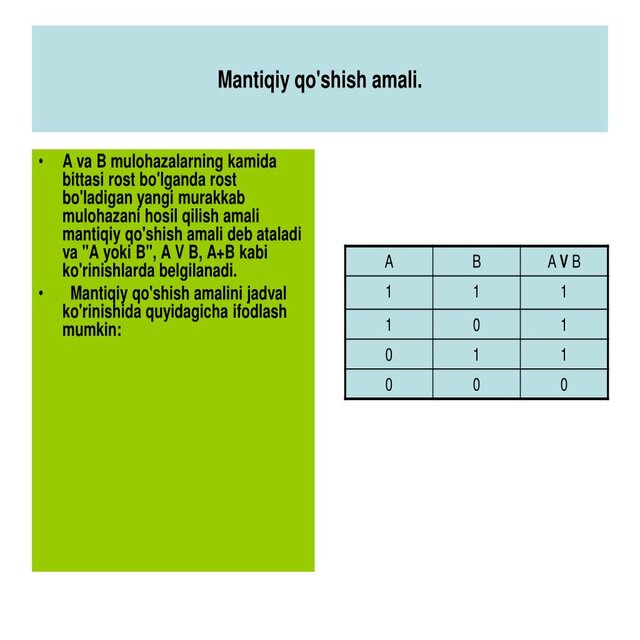 Mantiqiy qo'shish amali.
• A va B mulohazalarning kamida
bittasi rost bo'lganda rost
bo'ladigan yangi murakkab
mulohazani hosil qilish amali
mantiqiy qo'shish amali deb ataladi
va "A yoki B", A V B, A+B kabi
ko'rinishlarda belgilanadi.
• Mantiqiy qo'shish amalini jadval
ko'rinishida quyidagicha ifodlash
mumkin:
A B A V B
1 1 1
1 0 1
0 1 1
0 0 0